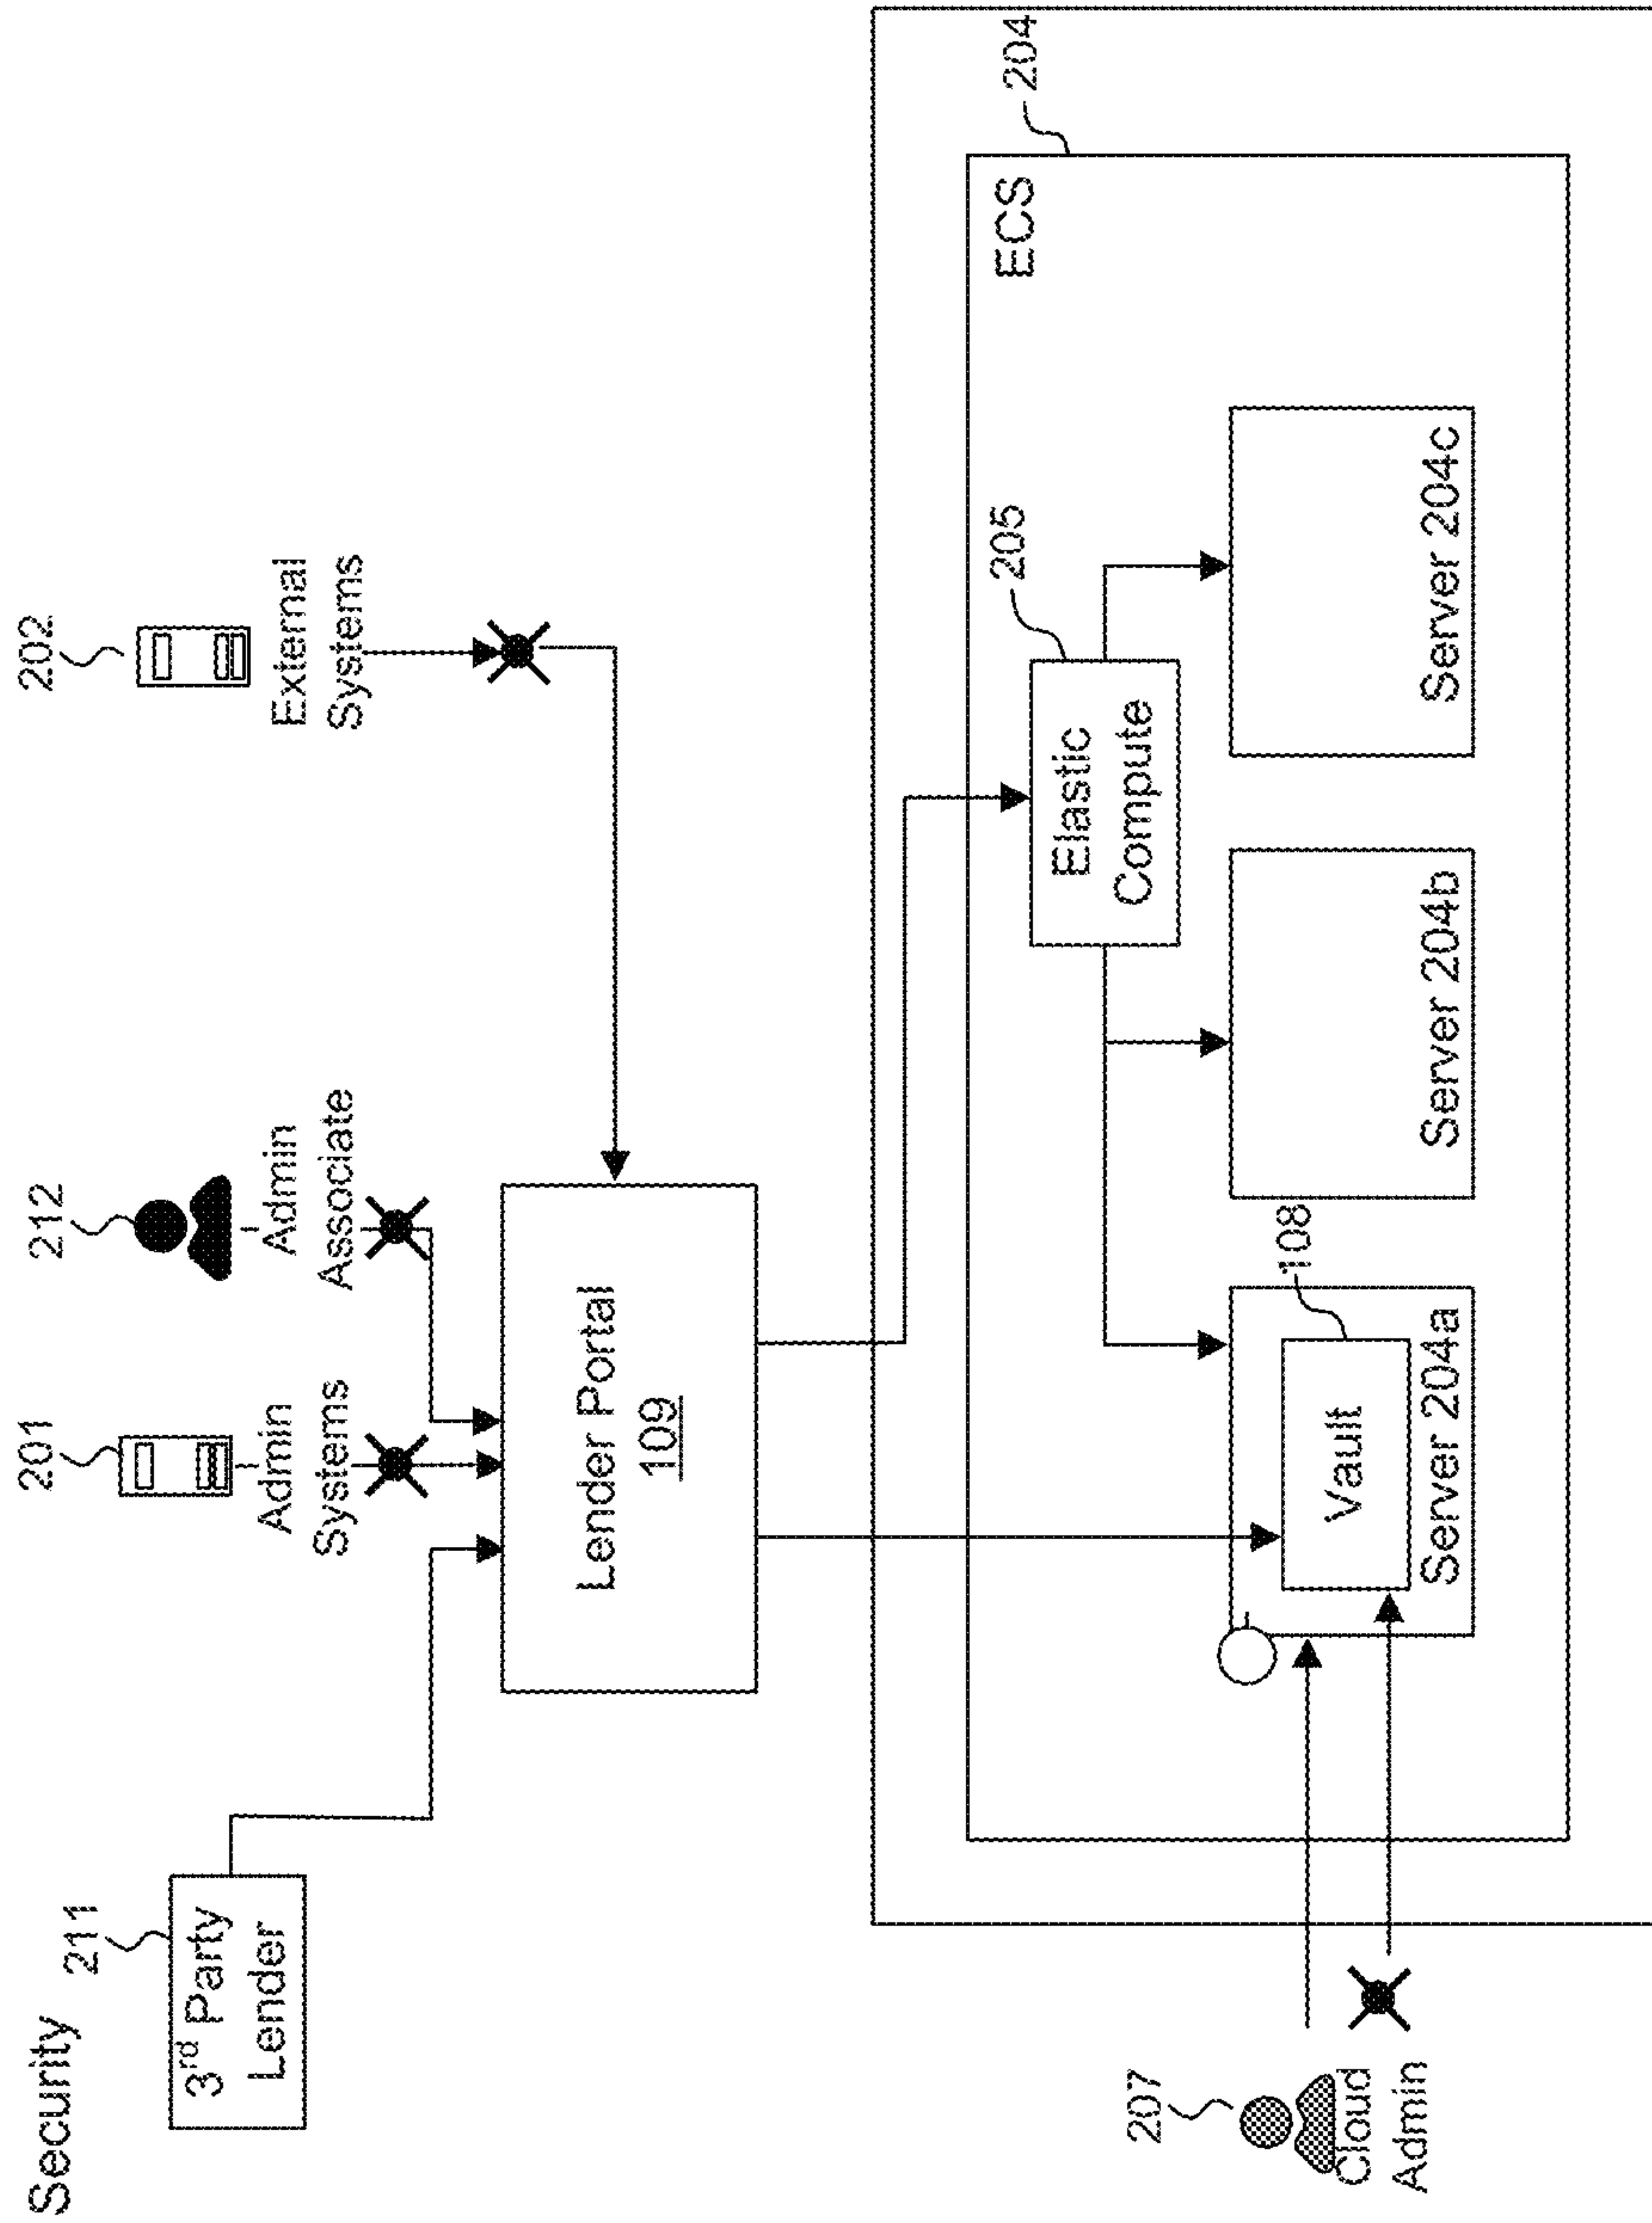 Security
211
3rd Party
Lender
201
Admin
Systems
212
Admin
Associate
202
External
Systems
Lender Portal
109
204
ECS
205
Elastic
Compute
108
Vault
Server 204a
Server 204b
Server 204c
207
Cloud
Admin